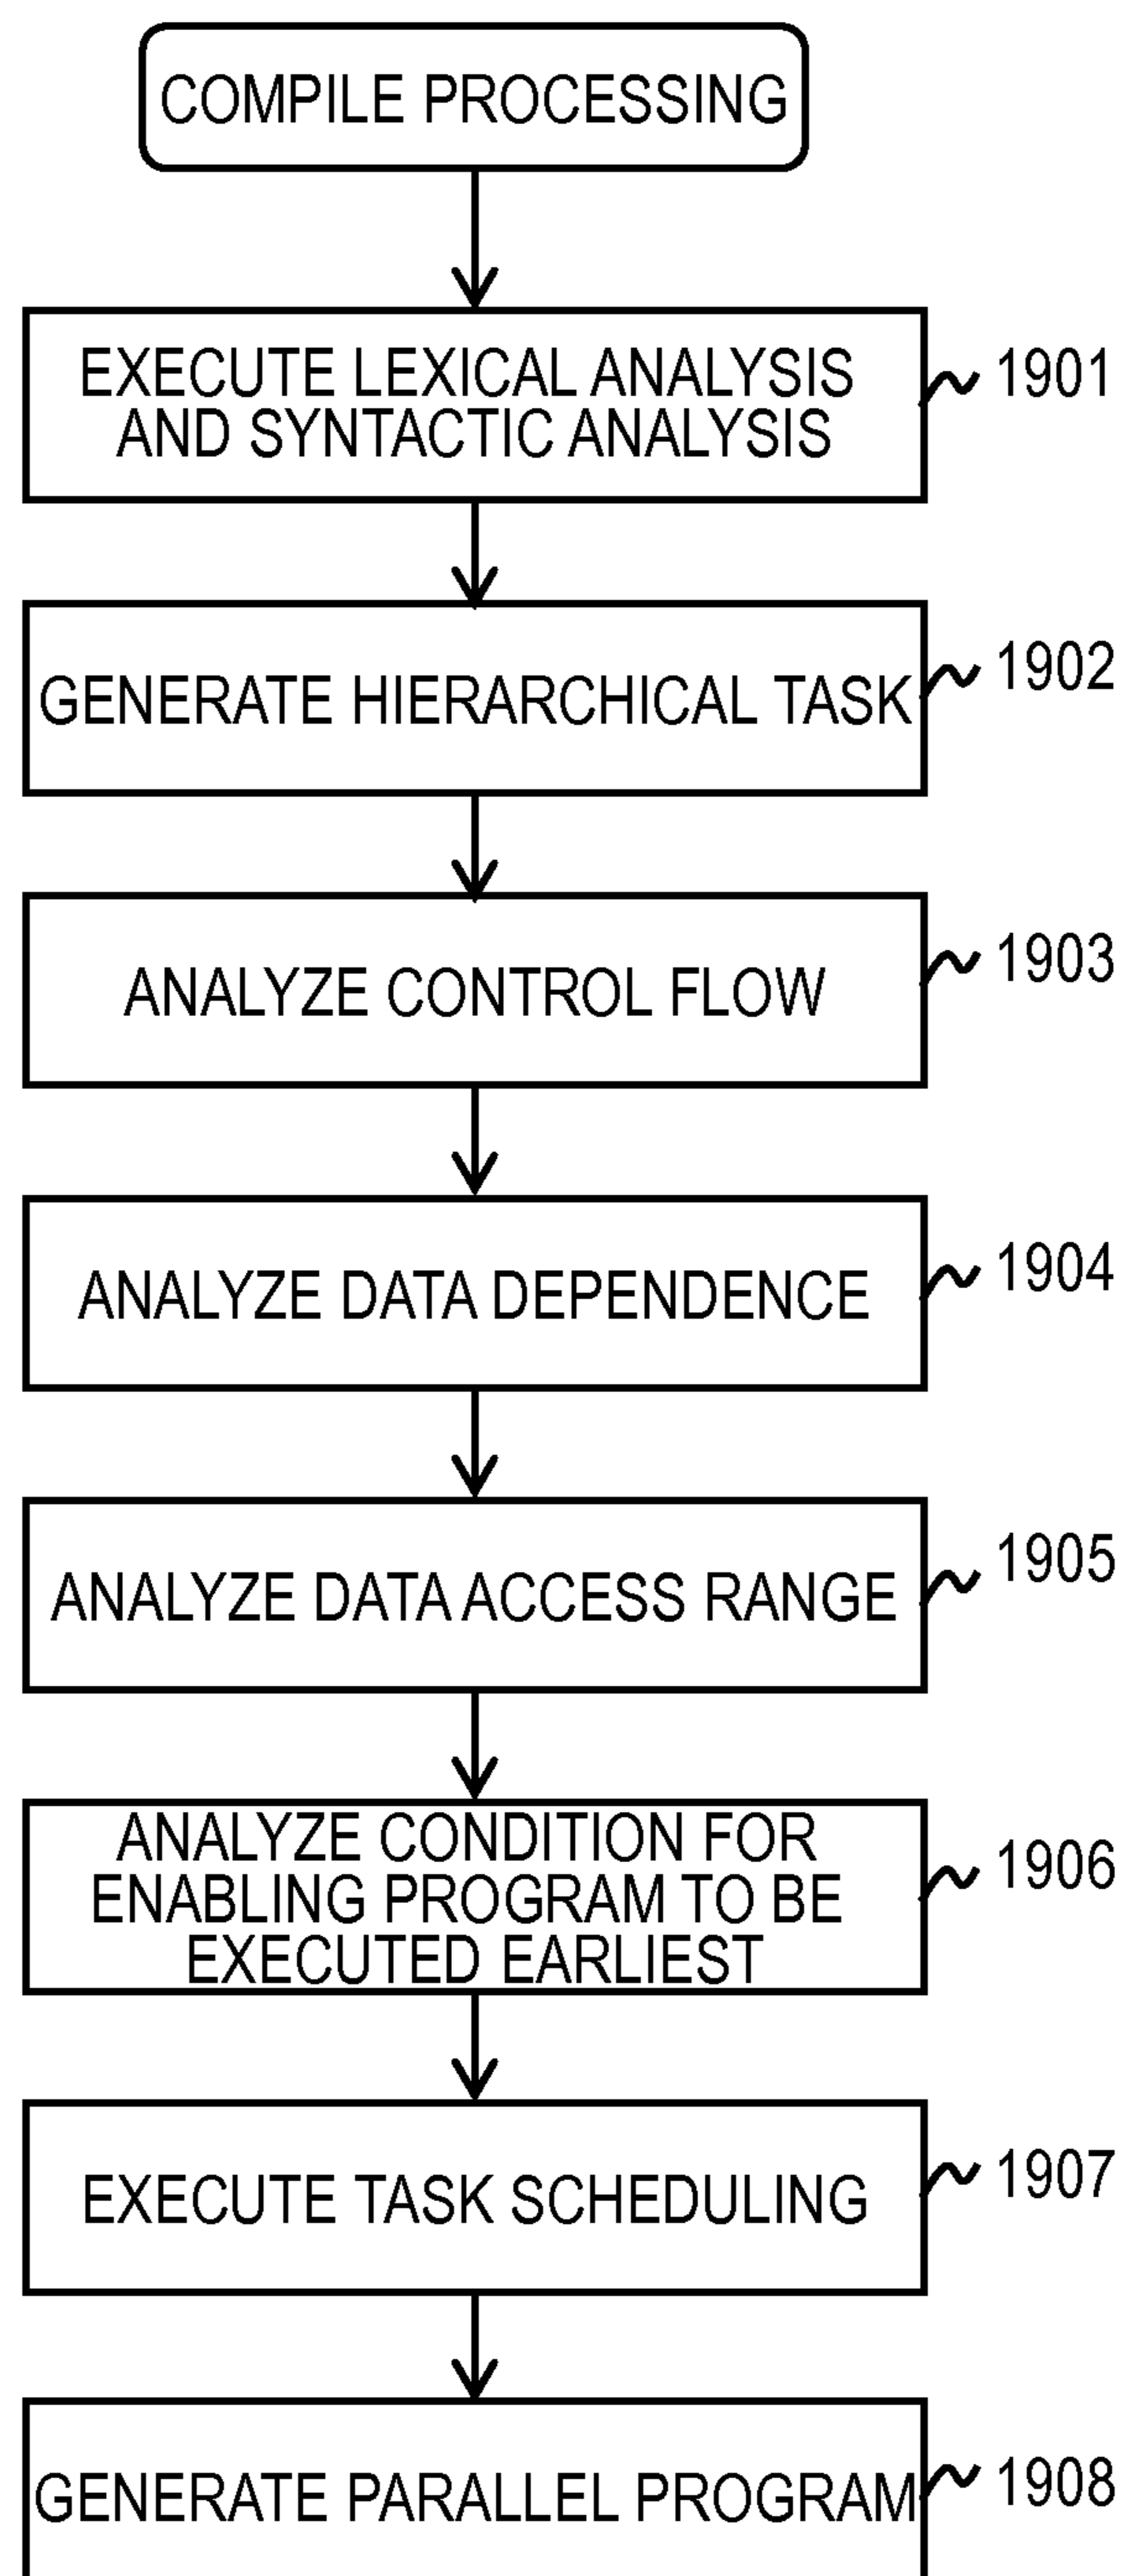 COMPILE PROCESSING
EXECUTE LEXICAL ANALYSIS
AND SYNTACTIC ANALYSIS
1901
GENERATE HIERARCHICAL TASK
1902
ANALYZE CONTROL FLOW
1903
ANALYZE DATA DEPENDENCE
1904
ANALYZE DATA ACCESS RANGE
1905
ANALYZE CONDITION FOR
ENABLING PROGRAM TO BE
EXECUTED EARLIEST
1906
EXECUTE TASK SCHEDULING
1907
GENERATE PARALLEL PROGRAM
1908